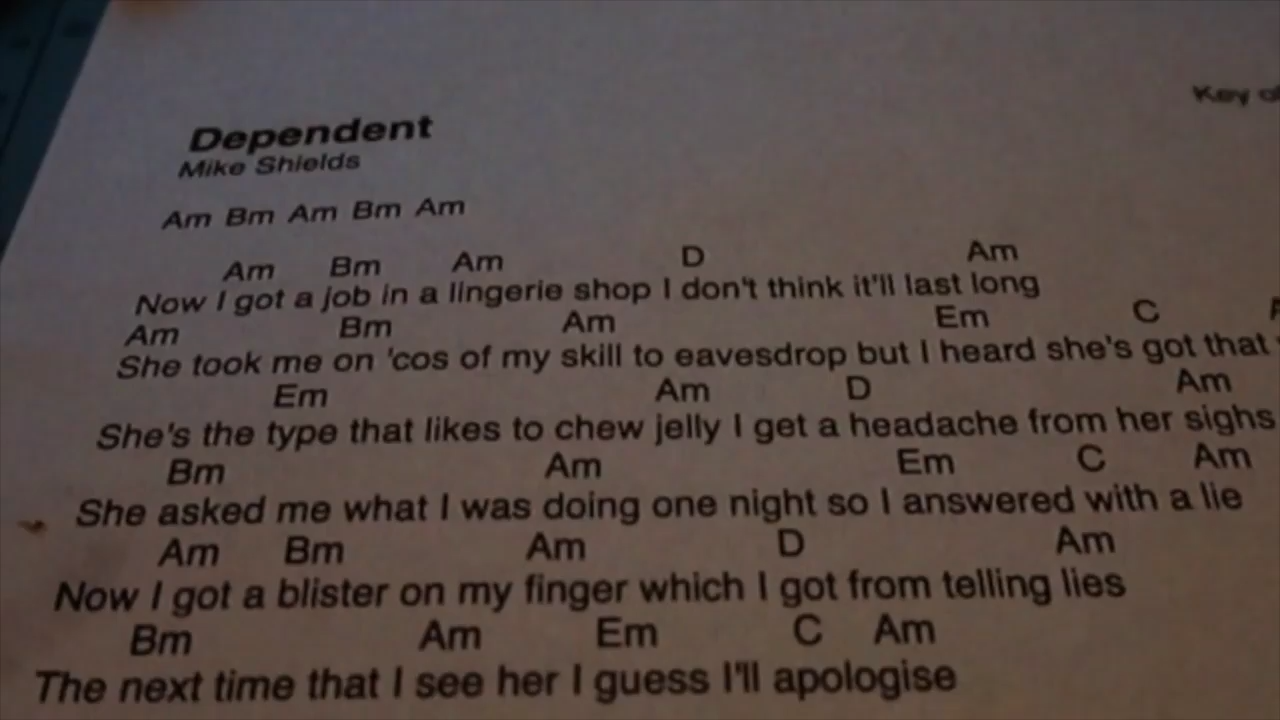 Key of
Dependent
Mike Shields
Am Bm Am Bm Am
Am Bm Am D Am
Now I got a job in a lingerie shop I don't think it'll last long
Am Bm Am Em C
She took me on 'cos of my skill to eavesdrop but I heard she's got that
Em Am D Am
She's the type that likes to chew jelly I get a headache from her sighs
Bm Am Em C Am
She asked me what I was doing one night so I answered with a lie
Am Bm Am D Am
Now I got a blister on my finger which I got from telling lies
Bm Am Em C Am
The next time that I see her I guess I'll apologise